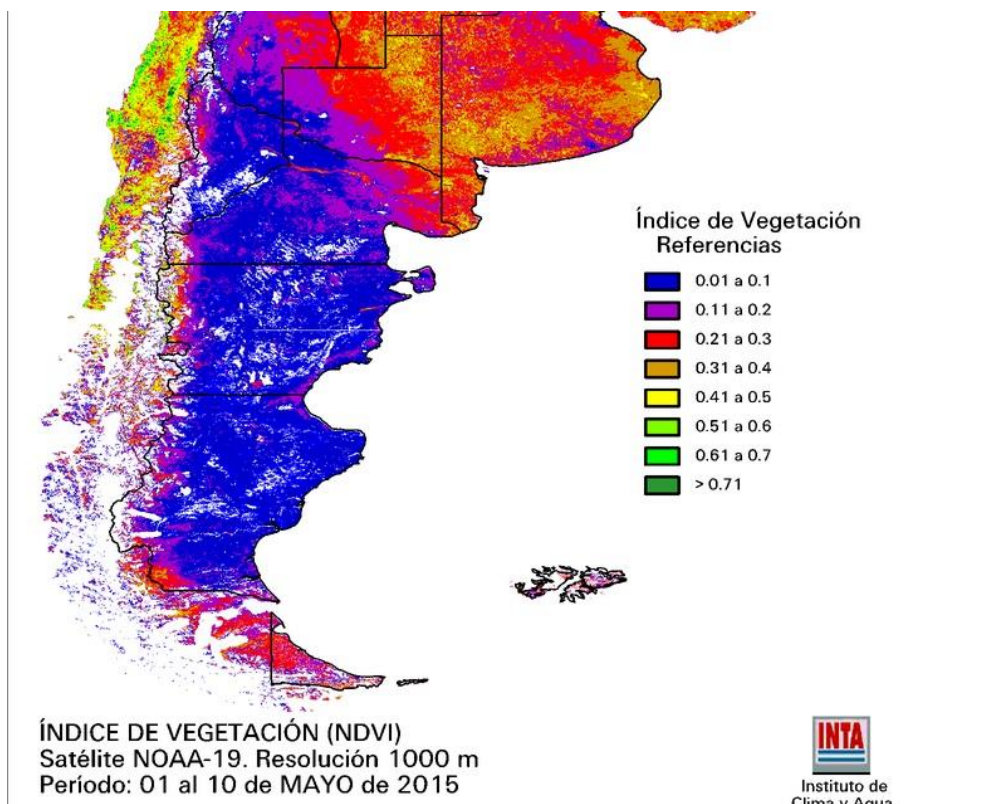 Índice de Vegetación
Referencias
0.01 a 0.1
0.11 a 0.2
0.21 a 0.3
0.31 a 0.4
0.41 a 0.5
0.51 a 0.6
0.61 a 0.7
> 0.71
ÍNDICE DE VEGETACIÓN (NDVI)
Satélite NOAA-19. Resolución 1000 m
Período: 01 al 10 de MAYO de 2015
INTA
Instituto de
Clima y Agua